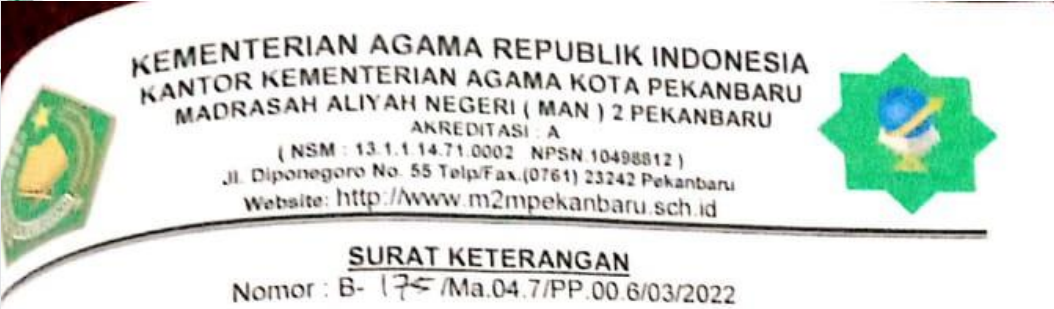 KEMENTERIAN AGAMA REPUBLIK INDONESIA
KANTOR KEMENTERIAN AGAMA KOTA PEKANBARU
MADRASAH ALIYAH NEGERI ( MAN ) 2 PEKANBARU
AKREDITASI : A
( NSM : 13.1.1.14.71.0002 NPSN.10498812 )
Jl. Diponegoro No. 55 Telp/Fax.(0761) 23242 Pekanbaru
Website: http://www.m2mpekanbaru.sch.id
SURAT KETERANGAN
Nomor : B- 175 /Ma.04.7/PP.00.6/03/2022